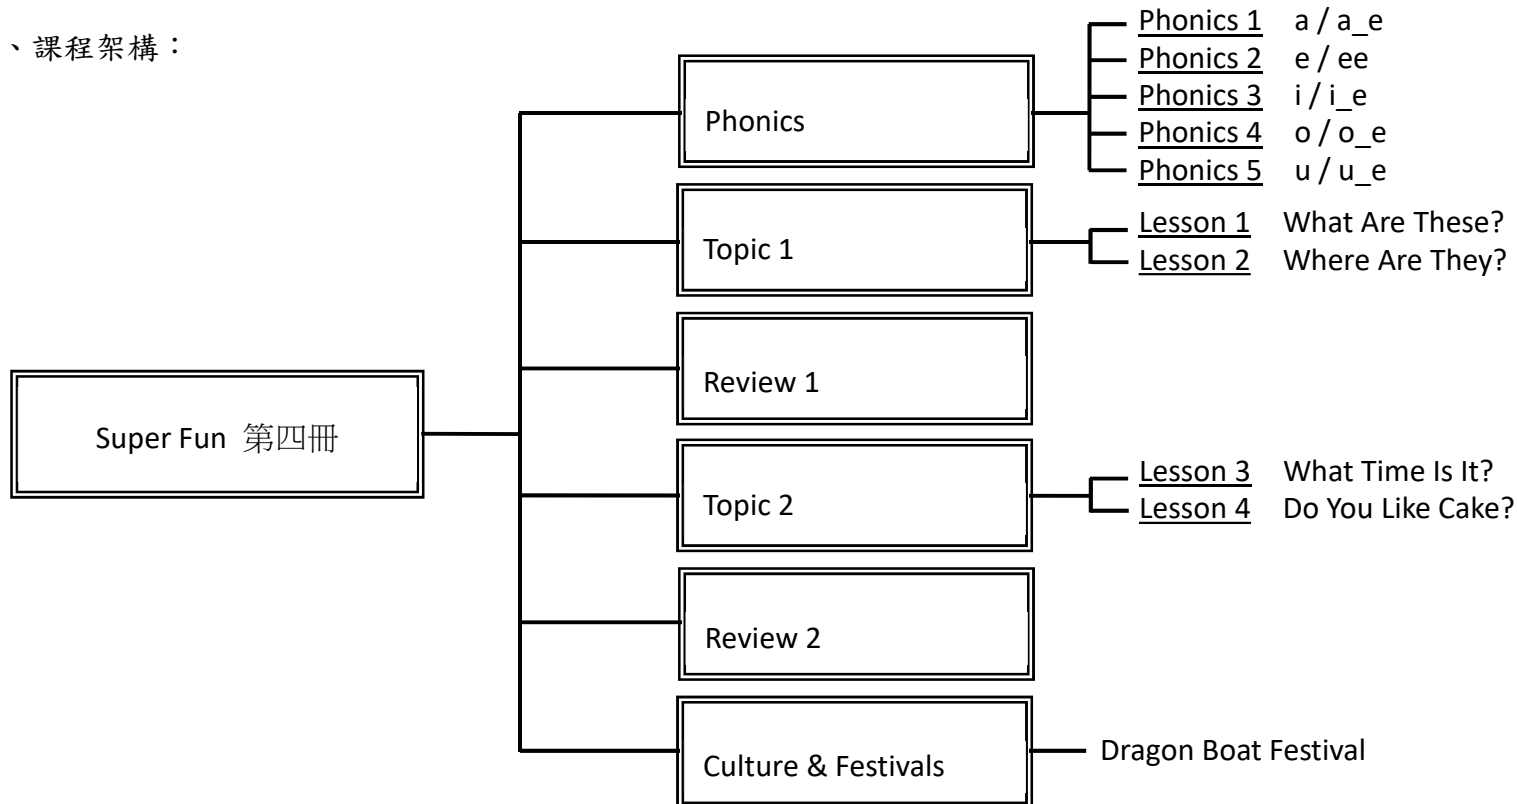 、課程架構：
Phonics
Phonics 1 a / a_e
Phonics 2 e / ee
Phonics 3 i / i_e
Phonics 4 o / o_e
Phonics 5 u / u_e
Topic 1
Lesson 1 What Are These?
Lesson 2 Where Are They?
Review 1
Super Fun 第四冊
Topic 2
Lesson 3 What Time Is It?
Lesson 4 Do You Like Cake?
Review 2
Culture & Festivals
Dragon Boat Festival